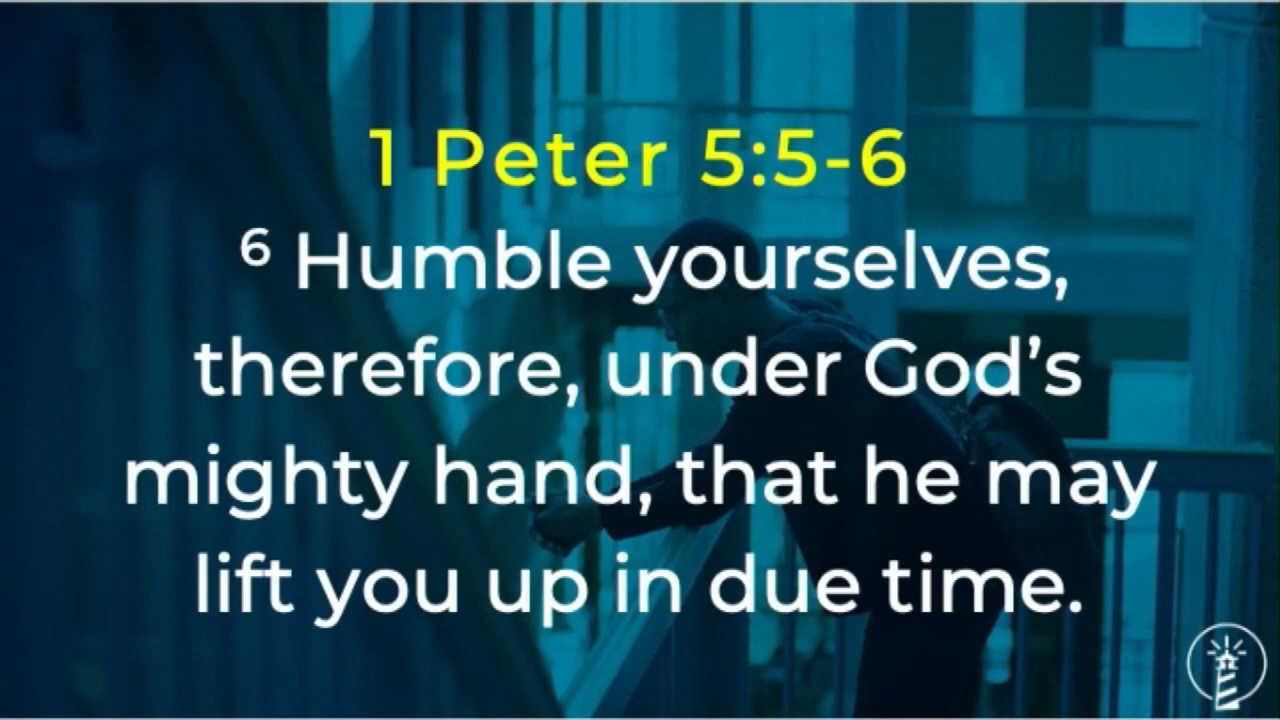 1 Peter 5:5-6
⁶ Humble yourselves,
therefore, under God’s
mighty hand, that he may
lift you up in due time.